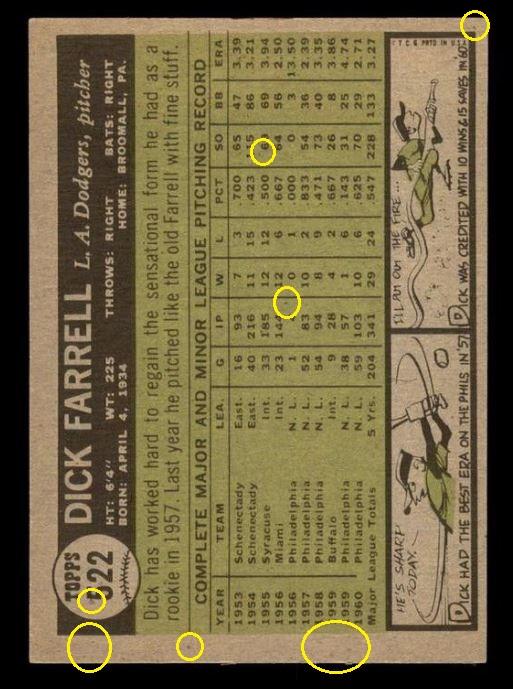 TOPPS
522
DICK FARRELL L. A. Dodgers, pitcher
HT: 6'4" WT: 225 THROWS: RIGHT BATS: RIGHT
BORN: APRIL 4, 1934 HOME: BROOMALL, PA.
Dick has worked hard to regain the sensational form he had as a
rookie in 1957. Last year he pitched like the old Farrell with fine stuff.
COMPLETE MAJOR AND MINOR LEAGUE PITCHING RECORD
YEAR TEAM LEA. G IP W L PCT SO BB ERA
1953 Schenectady East. 16 93 7 3 .700 65 47 3.39
1954 Schenectady East. 40 216 11 15 .423 86 3.21
1955 Syracuse Int. 33 185 12 12 .500 69 3.94
1956 Miami Int. 23 144 12 6 .667 64 56 2.50
1956 Philadelphia N. L. 1 4 0 1 .000 0 3 13.50
1957 Philadelphia N. L. 52 83 10 2 .833 54 36 2.39
1958 Philadelphia N. L. 54 94 8 9 .471 73 40 3.35
1959 Buffalo Int. 9 28 4 2 .667 26 8 3.86
1959 Philadelphia N. L. 38 57 1 6 .143 31 25 4.74
1960 Philadelphia N. L. 59 103 10 6 .625 70 29 2.71
Major League Totals 5 Yrs. 204 341 29 24 .547 228 133 3.27
HE'S SHARP
TODAY.
DICK HAD THE BEST ERA ON THE PHILS IN '57
I'LL PUT OUT THE FIRE...
T. C. G. PRTD IN U.S.A.
DICK WAS CREDITED WITH 10 WINS & 15 SAVES IN '60.